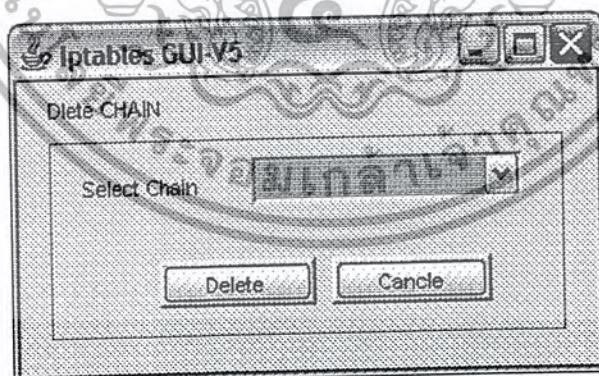 Iptables GUI-V5
Dlete CHAIN
Select Chain
Delete
Cancle